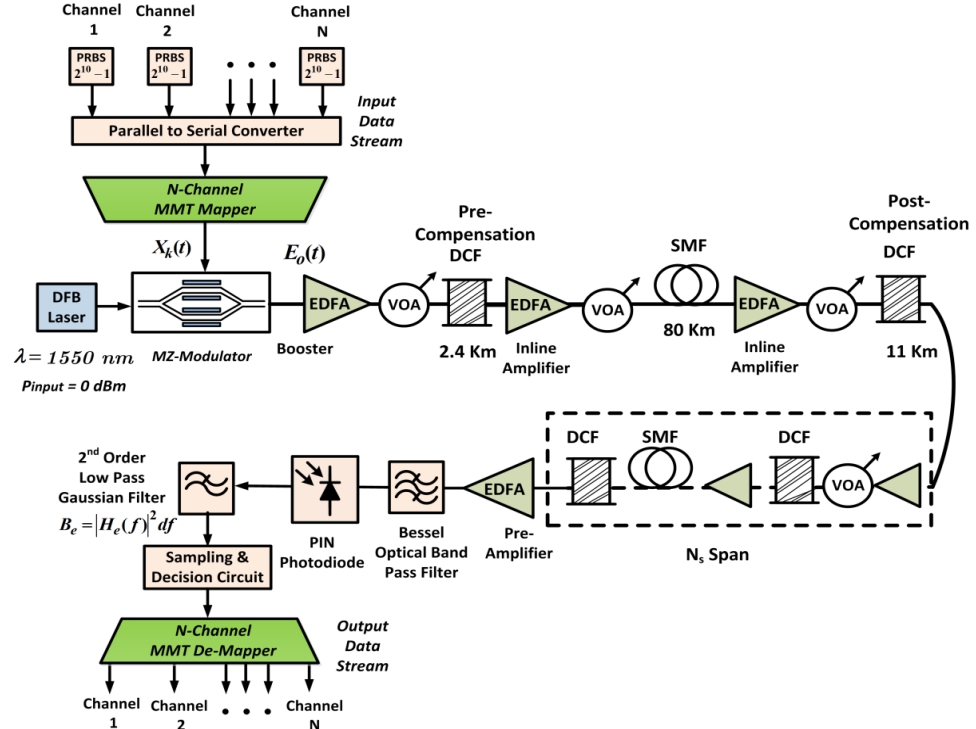 Channel 1
Channel 2
Channel N
PRBS 2^10−1
PRBS 2^10−1
PRBS 2^10−1
Input Data Stream
Parallel to Serial Converter
N-Channel
MMT Mapper
X_k(t)
E_o(t)
DFB
Laser
λ= 1550 nm
Pinput = 0 dBm
MZ-Modulator
EDFA
Booster
VOA
Pre-
Compensation
DCF
2.4 Km
EDFA
Inline
Amplifier
VOA
SMF
80 Km
EDFA
Inline
Amplifier
VOA
Post-
Compensation
DCF
11 Km
DCF
SMF
DCF
VOA
N_s Span
EDFA
Pre-
Amplifier
Bessel
Optical Band
Pass Filter
PIN
Photodiode
2nd Order
Low Pass
Gaussian Filter
B_e=|H_e(f)|^2 df
Sampling &
Decision Circuit
N-Channel
MMT De-Mapper
Output
Data
Stream
Channel 1
Channel 2
Channel N